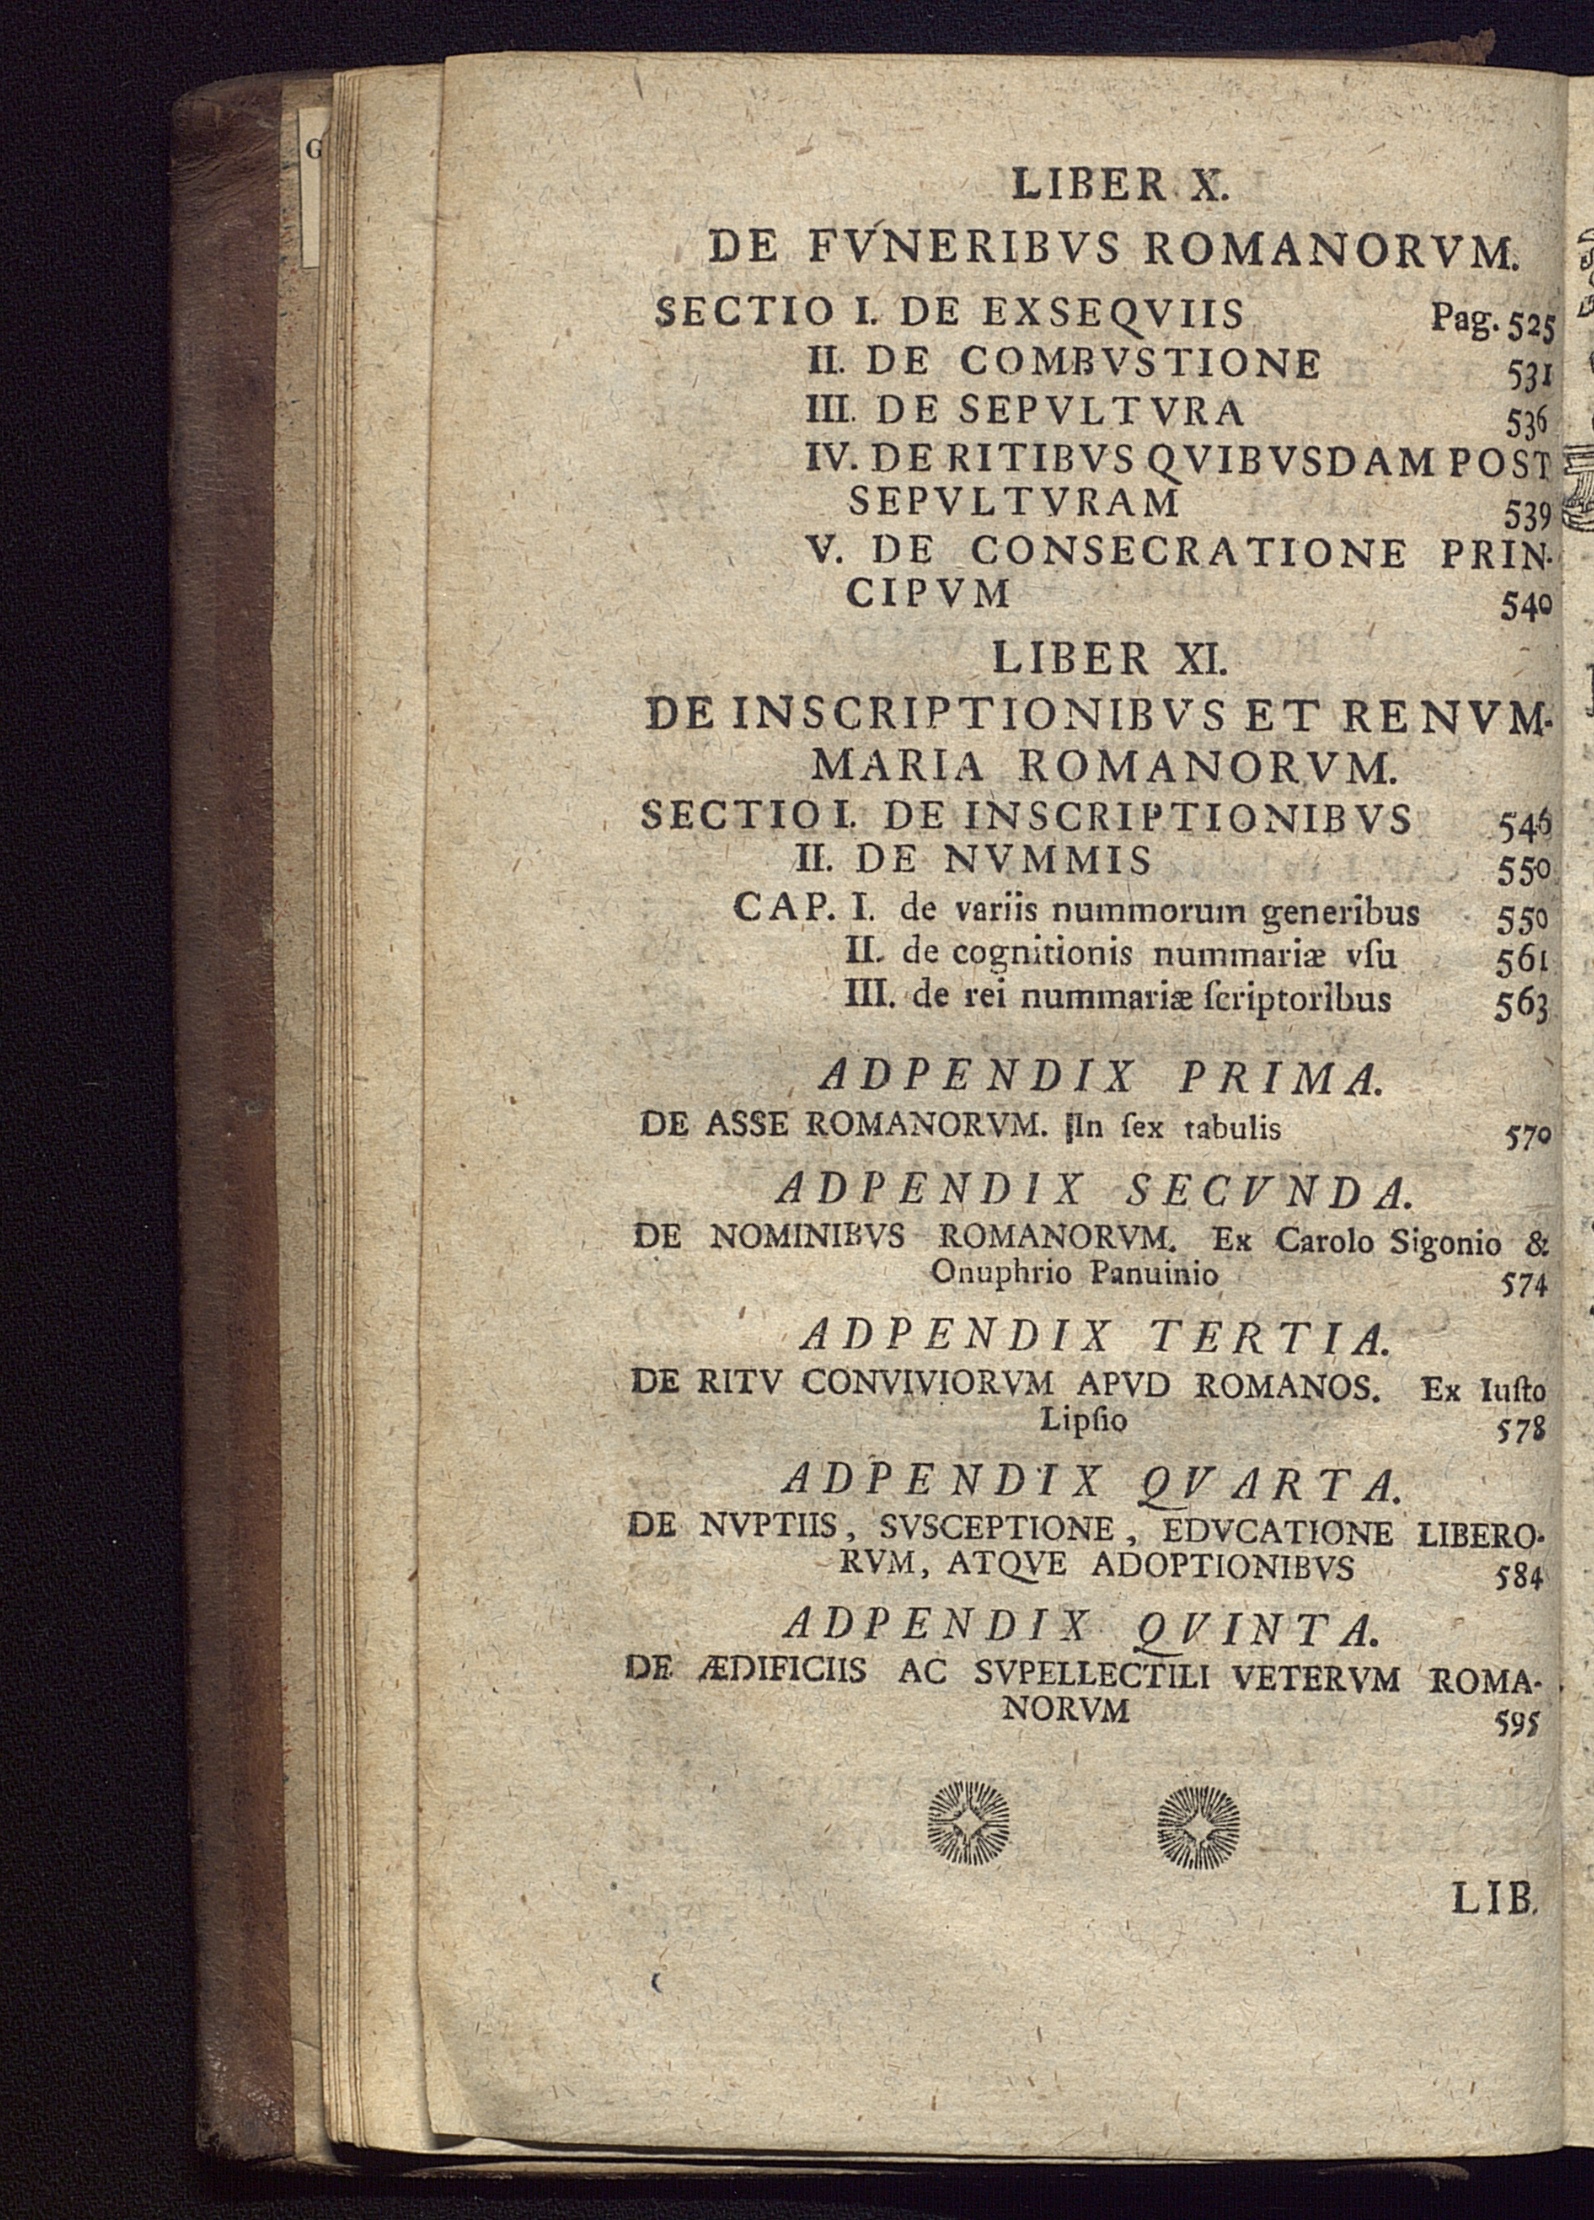 LIBER X.
DE FVNERIBVS ROMANORVM.
SECTIO I. DE EXSEQVIIS Pag. 525
II. DE COMBVSTIONE 531
III. DE SEPVLTVRA 536
IV. DE RITIBVS QVIBVSDAM POST
SEPVLTVRAM 539
V. DE CONSECRATIONE PRIN-
CIPVM 540
LIBER XI.
DE INSCRIPTIONIBVS ET RE NVM-
MARIA ROMANORVM.
SECTIO I. DE INSCRIPTIONIBVS 546
II. DE NVMMIS 550
CAP. I. de variis nummorum generibus 550
II. de cognitionis nummariæ vſu 561
III. de rei nummariæ ſcriptoribus 563
ADPENDIX PRIMA.
DE ASSE ROMANORVM. In ſex tabulis 570
ADPENDIX SECVNDA.
DE NOMINIBVS ROMANORVM. Ex Carolo Sigonio &
Onuphrio Panuinio 574
ADPENDIX TERTIA.
DE RITV CONVIVIORVM APVD ROMANOS. Ex Iuſto
Lipſio 578
ADPENDIX QVARTA.
DE NVPTIIS, SVSCEPTIONE, EDVCATIONE LIBERO-
RVM, ATQVE ADOPTIONIBVS 584
ADPENDIX QVINTA.
DE ÆDIFICIIS AC SVPELLECTILI VETERVM ROMA-
NORVM 595
LIB.
G